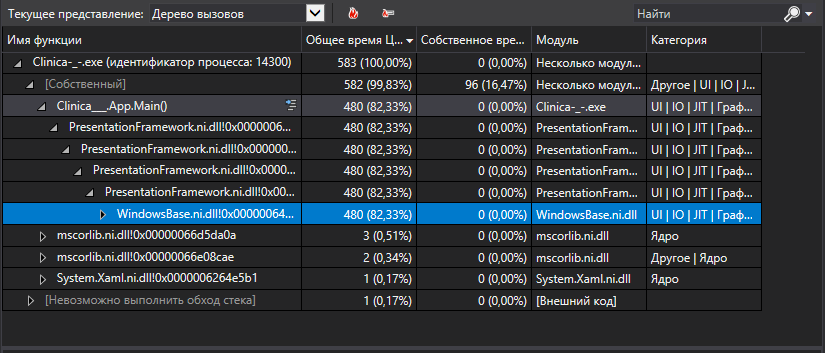 Текущее представление: Дерево вызовов Найти
Имя функции Общее время Ц... Собственное вре... Модуль Категория
Clinica-_-.exe (идентификатор процесса: 14300) 583 (100,00%) 0 (0,00%) Несколько модул...
[Собственный] 582 (99,83%) 96 (16,47%) Несколько модул... Другое | UI | IO | J...
Clinica___.App.Main() 480 (82,33%) 0 (0,00%) Clinica-_-.exe UI | IO | JIT | Граф...
PresentationFramework.ni.dll!0x0000006... 480 (82,33%) 0 (0,00%) PresentationFram... UI | IO | JIT | Граф...
PresentationFramework.ni.dll!0x000000... 480 (82,33%) 0 (0,00%) PresentationFram... UI | IO | JIT | Граф...
PresentationFramework.ni.dll!0x0000... 480 (82,33%) 0 (0,00%) PresentationFram... UI | IO | JIT | Граф...
PresentationFramework.ni.dll!0x00... 480 (82,33%) 0 (0,00%) PresentationFram... UI | IO | JIT | Граф...
WindowsBase.ni.dll!0x00000064... 480 (82,33%) 0 (0,00%) WindowsBase.ni.dll UI | IO | JIT | Граф...
mscorlib.ni.dll!0x00000066d5da0a 3 (0,51%) 0 (0,00%) mscorlib.ni.dll Ядро
mscorlib.ni.dll!0x00000066e08cae 2 (0,34%) 0 (0,00%) mscorlib.ni.dll Другое | Ядро
System.Xaml.ni.dll!0x0000006264e5b1 1 (0,17%) 0 (0,00%) System.Xaml.ni.dll Ядро
[Невозможно выполнить обход стека] 1 (0,17%) 0 (0,00%) [Внешний код]